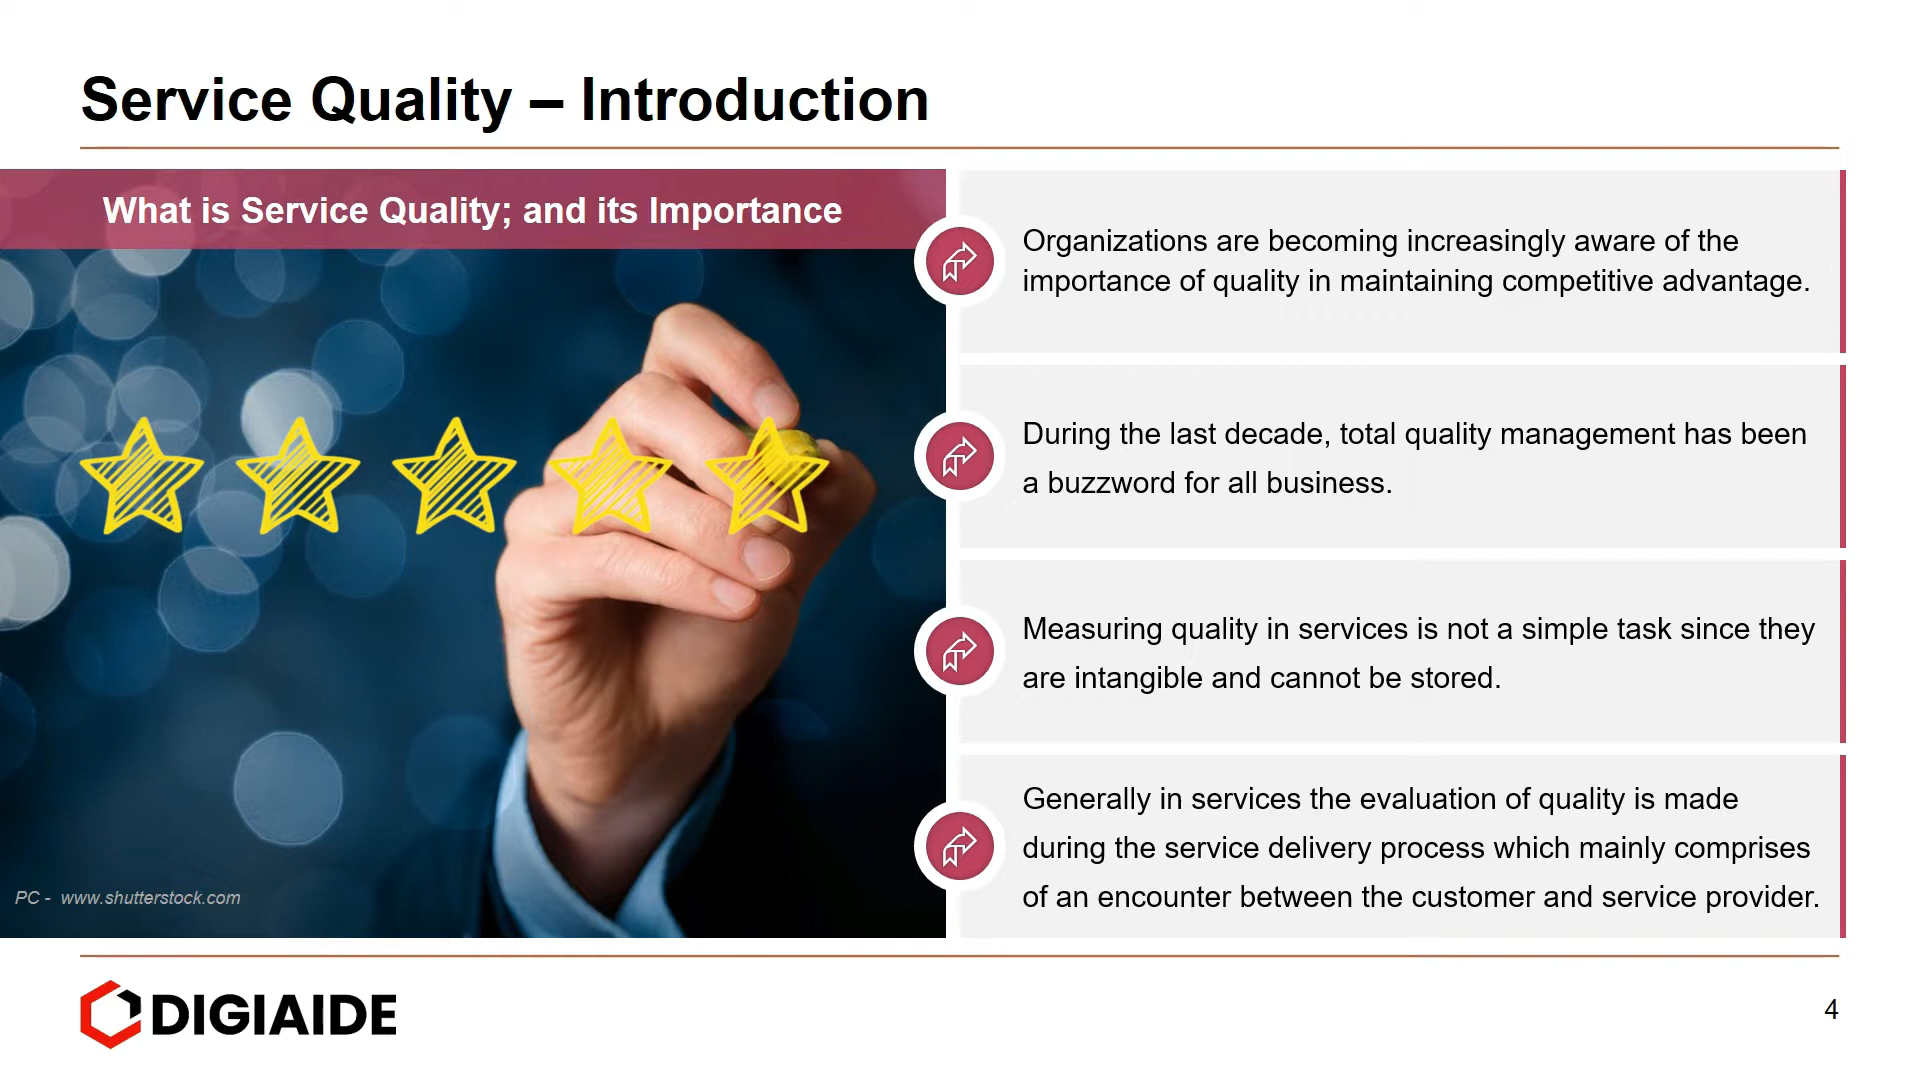 Service Quality – Introduction
What is Service Quality; and its Importance
Organizations are becoming increasingly aware of the
importance of quality in maintaining competitive advantage.
During the last decade, total quality management has been
a buzzword for all business.
Measuring quality in services is not a simple task since they
are intangible and cannot be stored.
Generally in services the evaluation of quality is made
during the service delivery process which mainly comprises
of an encounter between the customer and service provider.
PC - www.shutterstock.com
DIGIAIDE
4